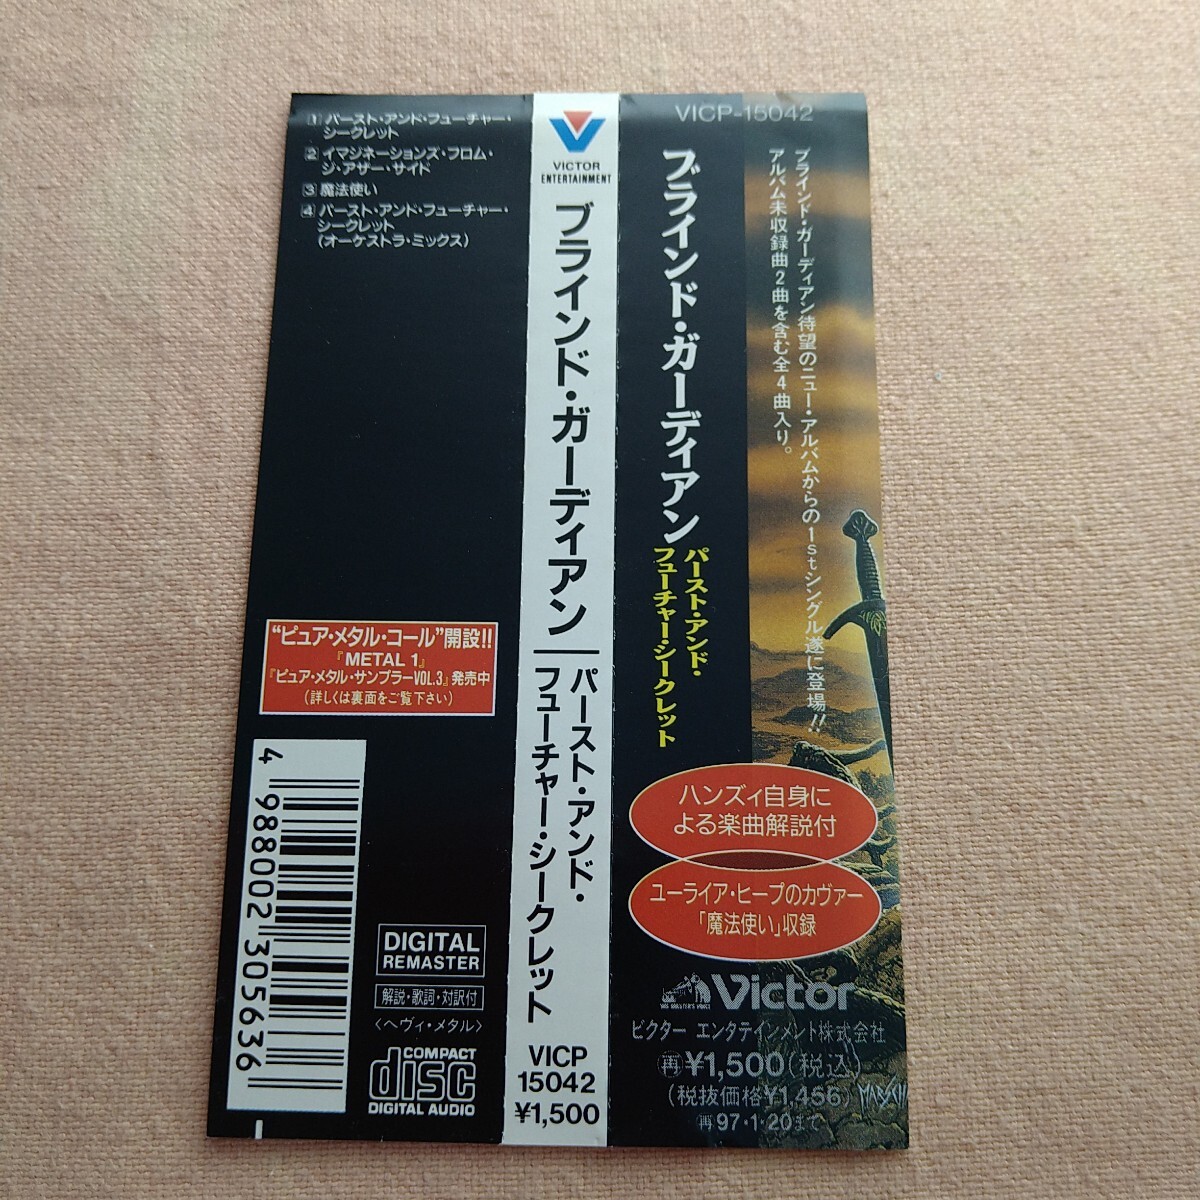 1 パースト・アンド・フューチャー・
シークレット
2 イマジネーションズ・フロム・
ジ・アザー・サイド
3 魔法使い
4 パースト・アンド・フューチャー・
シークレット
(オーケストラ・ミックス)
“ピュア・メタル・コール”開設!!
『METAL 1』
『ピュア・メタル・サンプラーVOL.3』発売中
(詳しくは裏面をご覧下さい)
4 988002 305636
DIGITAL
REMASTER
解説・歌詞・対訳付
〈ヘヴィ・メタル〉
COMPACT
disc
DIGITAL AUDIO
VICTOR
ENTERTAINMENT
ブラインド・ガーディアン
パースト・アンド・
フューチャー・シークレット
VICP
15042
¥1,500
VICP-15042
ブラインド・ガーディアン待望のニュー・アルバムからの1stシングル遂に登場!!
アルバム未収録曲2曲を含む全4曲入り。
ブラインド・ガーディアン
パースト・アンド・
フューチャー・シークレット
ハンズィ自身に
よる楽曲解説付
ユーライア・ヒープのカヴァー
「魔法使い」収録
"HIS MASTER'S VOICE"
Victor
ビクター エンタテインメント株式会社
再¥1,500(税込)
(税抜価格¥1,456)
再97・1・20まで